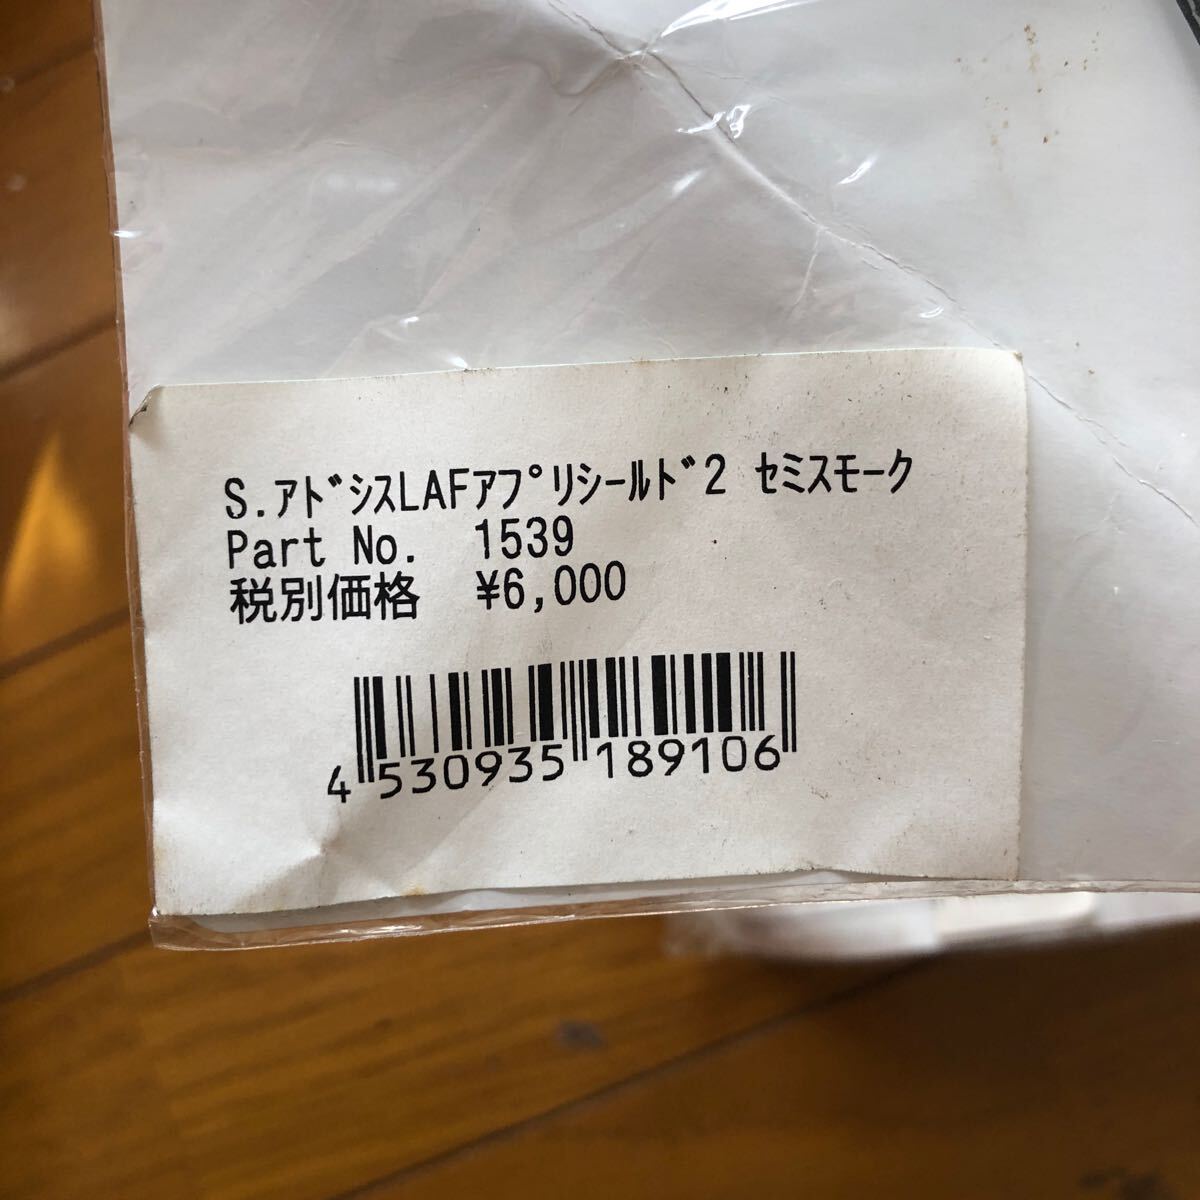 S.ｱﾄﾞｼｽLAFｱﾌﾟﾘｼｰﾙﾄﾞ2 ｾﾐｽﾓｰｸ
Part No. 1539
税別価格 ¥6,000
4 530935 189106